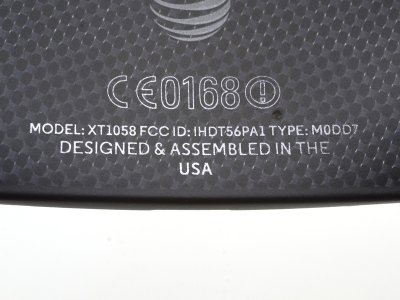 CE0168
MODEL: XT1058 FCC ID: IHDT56PA1 TYPE: M0DD7
DESIGNED & ASSEMBLED IN THE
USA